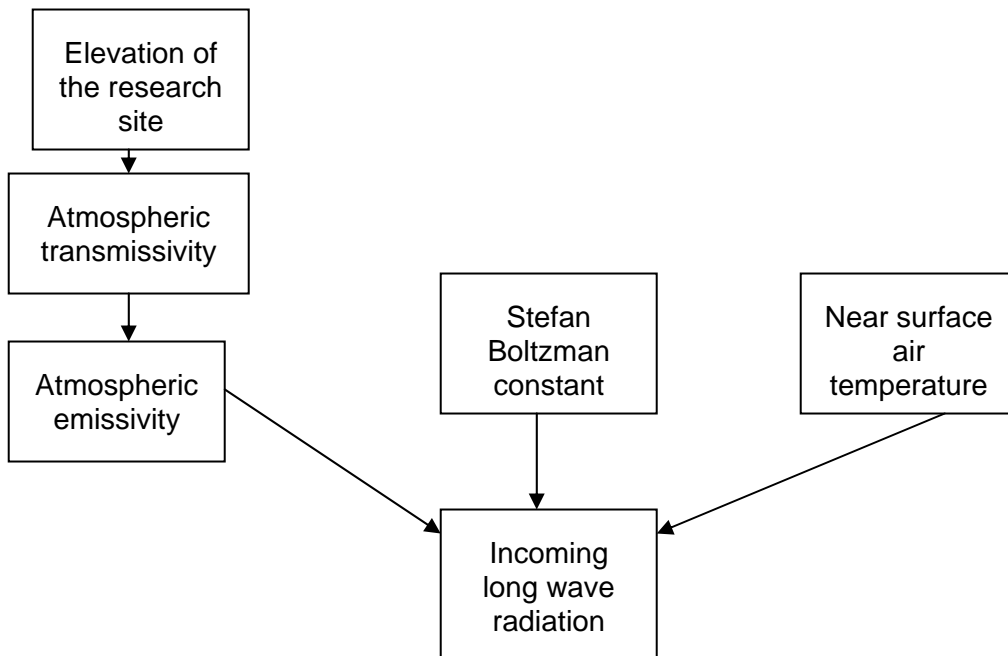 Elevation of
the research
site
Atmospheric
transmissivity
Stefan
Boltzman
constant
Near surface
air
temperature
Atmospheric
emissivity
Incoming
long wave
radiation